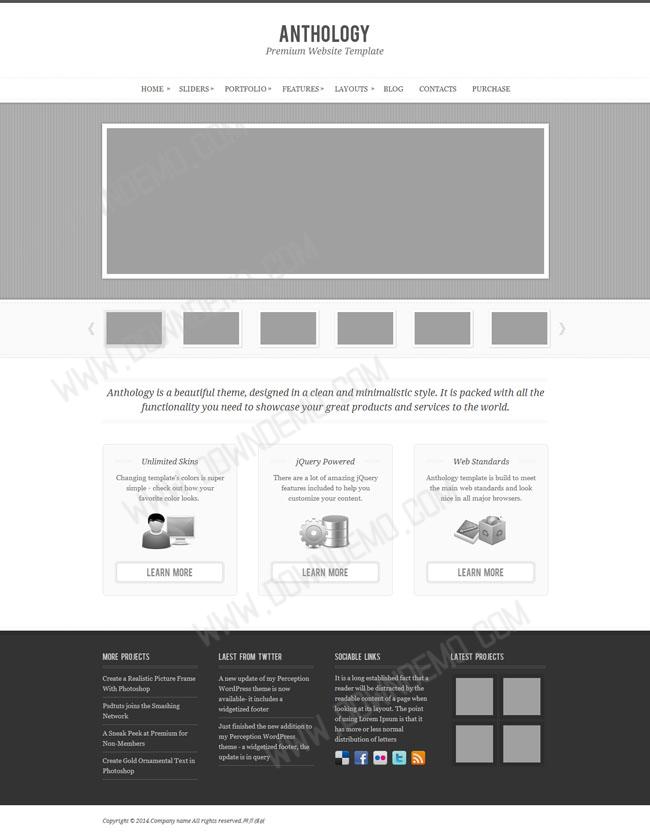 ANTHOLOGY
Premium Website Template
HOME » SLIDERS » PORTFOLIO » FEATURES » LAYOUTS » BLOG CONTACTS PURCHASE
Anthology is a beautiful theme, designed in a clean and minimalistic style. It is packed with all the
functionality you need to showcase your great products and services to the world.
Unlimited Skins
Changing template's colors is super
simple - check out how your
favorite color looks.
LEARN MORE
jQuery Powered
There are a lot of amazing jQuery
features included to help you
customize your content.
LEARN MORE
Web Standards
Anthology template is build to meet
the main web standards and look
nice in all major browsers.
LEARN MORE
MORE PROJECTS
Create a Realistic Picture Frame
With Photoshop
Psdtuts joins the Smashing
Network
A Sneak Peek at Premium for
Non-Members
Create Gold Ornamental Text in
Photoshop
LAEST FROM TWTTER
A new update of my Perception
WordPress theme is now
available- it includes a
widgetized footer
Just finished the new addition to
my Perception WordPress
theme - a widgetized footer, the
update is in query
SOCIABLE LINKS
It is a long established fact that a
reader will be distracted by the
readable content of a page when
looking at its layout. The point
of using Lorem Ipsum is that it
has more or less normal
distribution of letters
LATEST PROJECTS
Copyright © 2014.Company name All rights reserved.
WWW.DOWNDEMO.COM
WWW.DOWNDEMO.COM
WWW.DOWNDEMO.COM
WWW.DOWNDEMO.COM